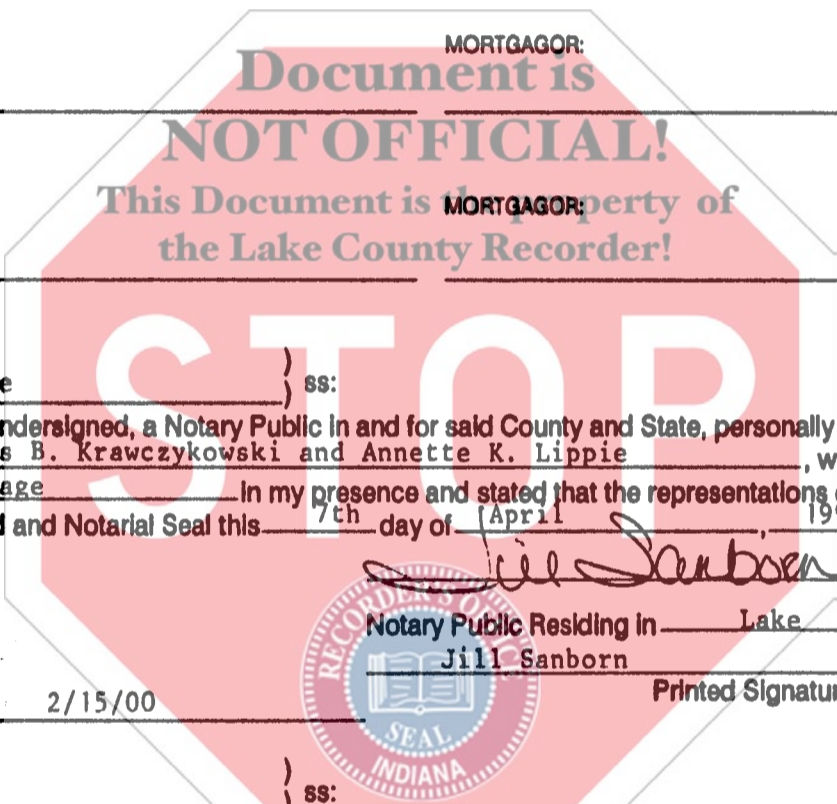 MORTGAGOR:
Document is
NOT OFFICIAL!
This Document is the property of
MORTGAGOR:
the Lake County Recorder!
STOP
e
) ss:
)
ndersigned, a Notary Public in and for said County and State, personally
s B. Krawczykowski and Annette K. Lippie , w
age in my presence and stated that the representations
d and Notarial Seal this 7th day of April , 19
Jill Sanborn
Notary Public Residing in Lake
Jill Sanborn
Printed Signatur
2/15/00
RECORDER'S OFFICE
SEAL
INDIANA
)
) ss: